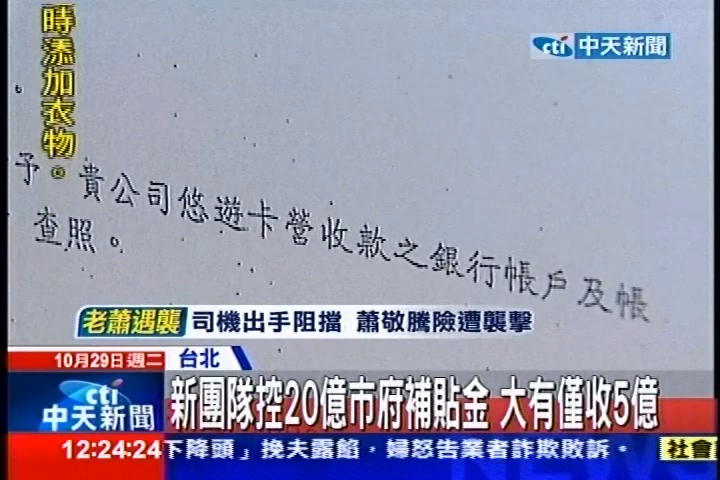 時添加衣物。
cti 中天新聞
予 貴公司悠遊卡營收款之銀行帳戶及帳
查照。
老蕭遇襲 司機出手阻擋 蕭敬騰險遭襲擊
10月29日週二 台北
cti
中天新聞
新團隊控20億市府補貼金 大有僅收5億
12:24:24 下降頭」挽夫露餡,婦怒告業者詐欺敗訴。 社會
NEWS